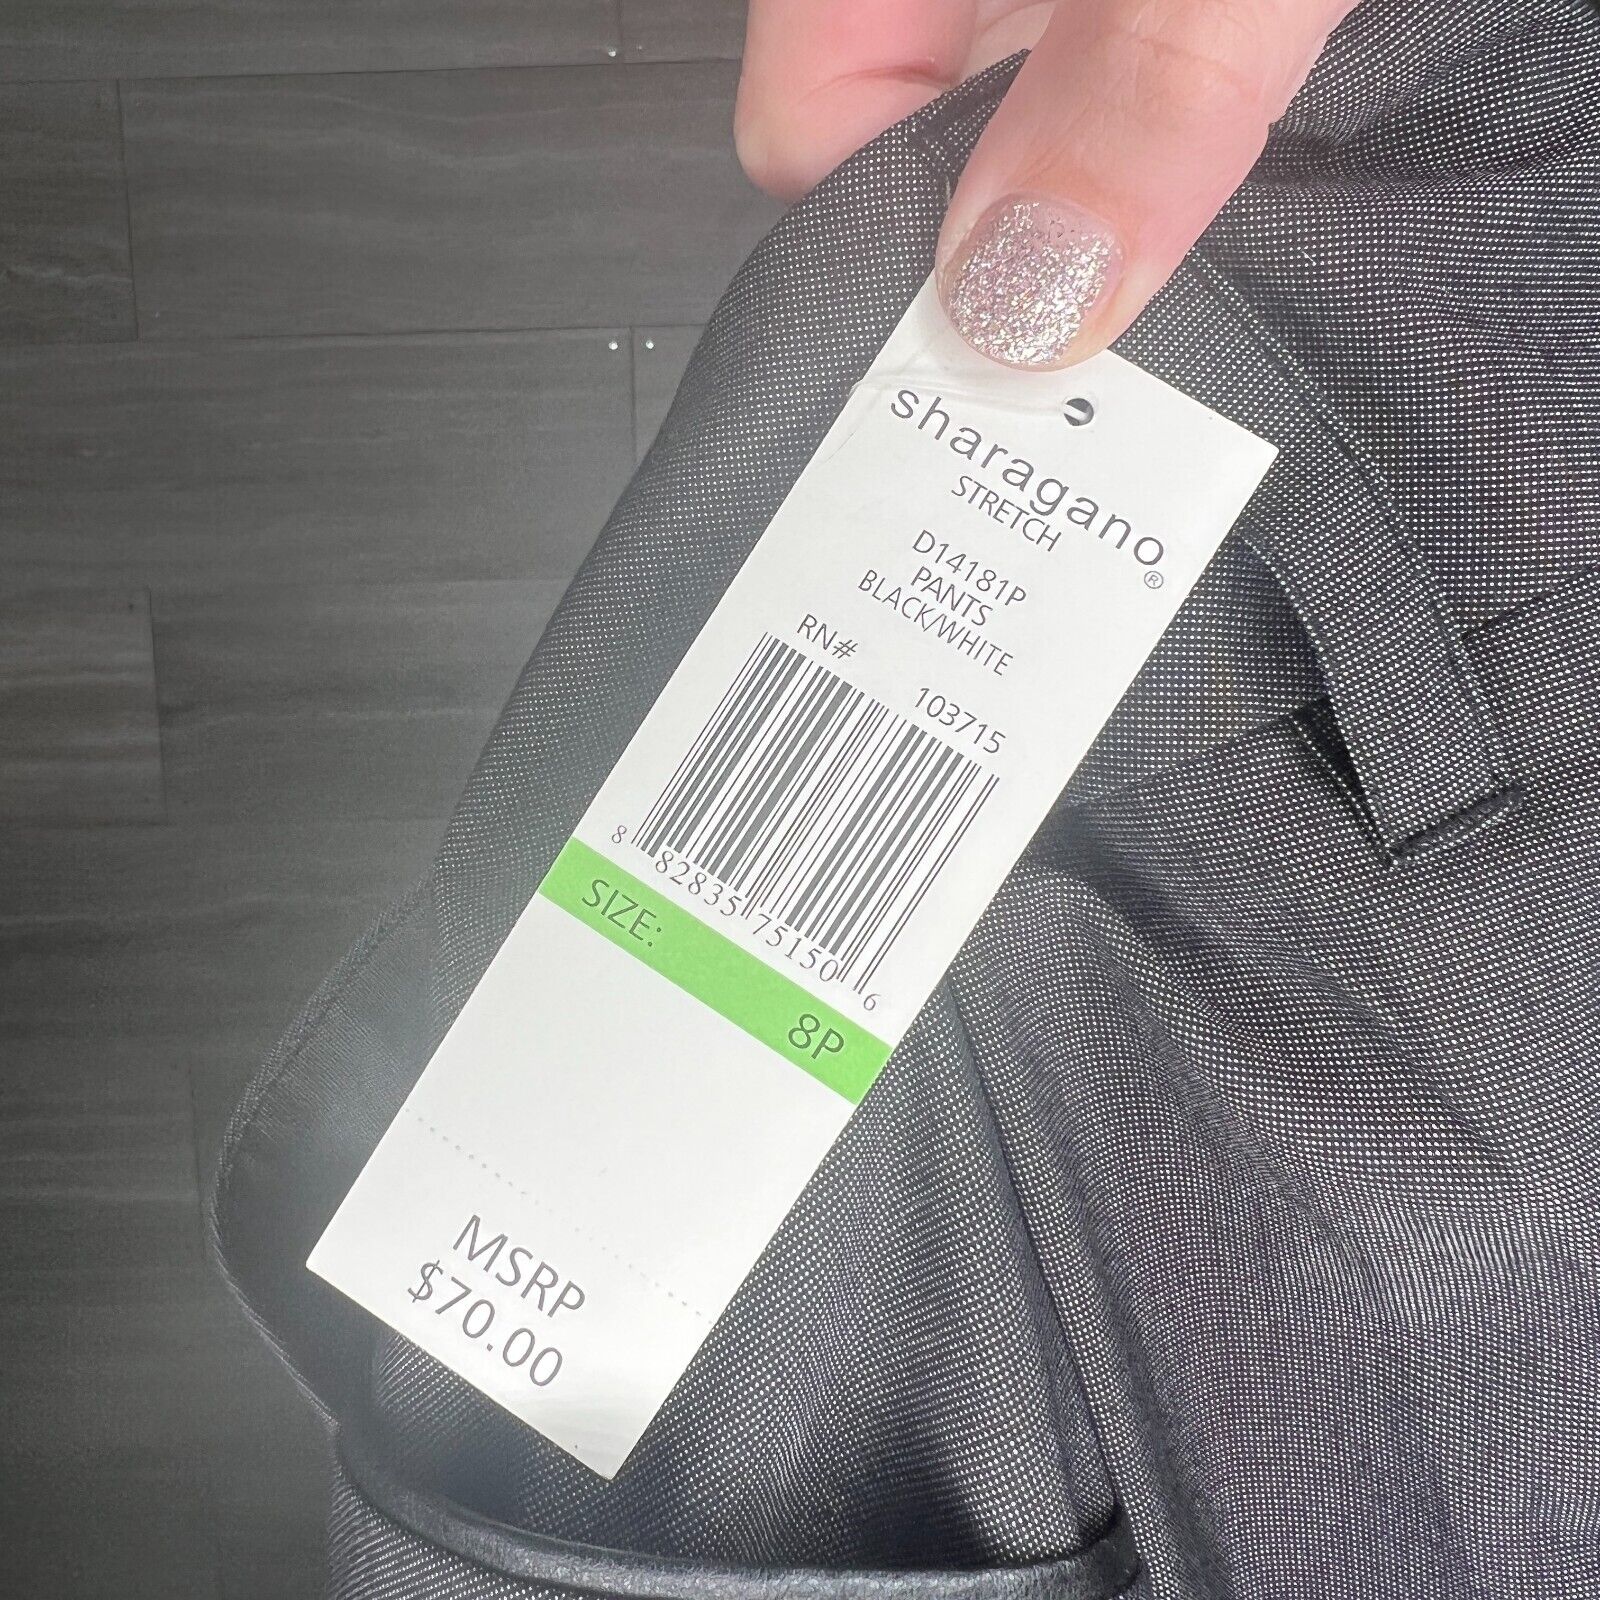 sharagano®
STRETCH
D14181P
PANTS
BLACK/WHITE
RN# 103715
8 82835 75150 6
SIZE: 8P
MSRP
$70.00